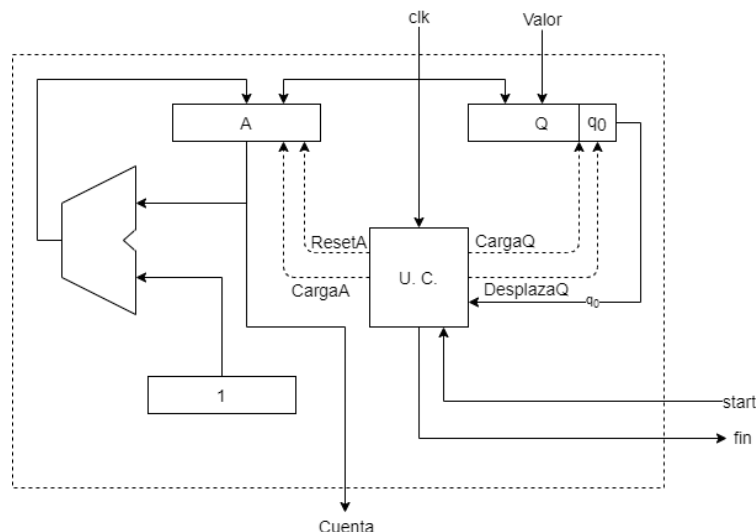 clk
Valor
A
Q
q0
ResetA
CargaQ
CargaA
U. C.
DesplazaQ
q0
1
start
fin
Cuenta